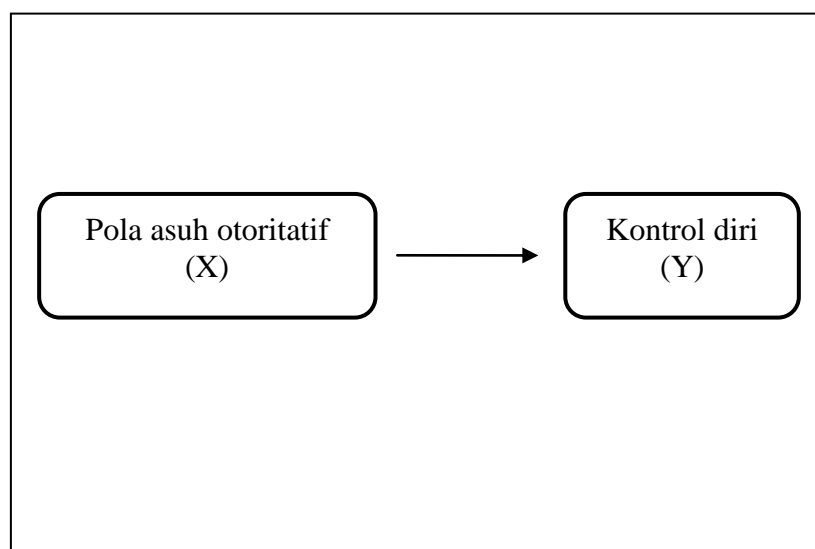 Pola asuh otoritatif
(X)
Kontrol diri
(Y)